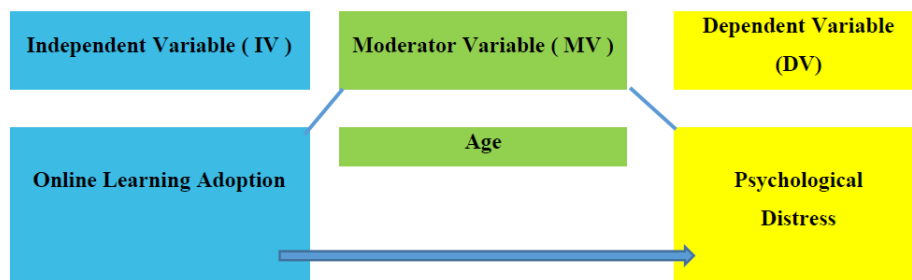 Independent Variable ( IV )
Moderator Variable ( MV )
Dependent Variable
(DV)
Online Learning Adoption
Age
Psychological
Distress